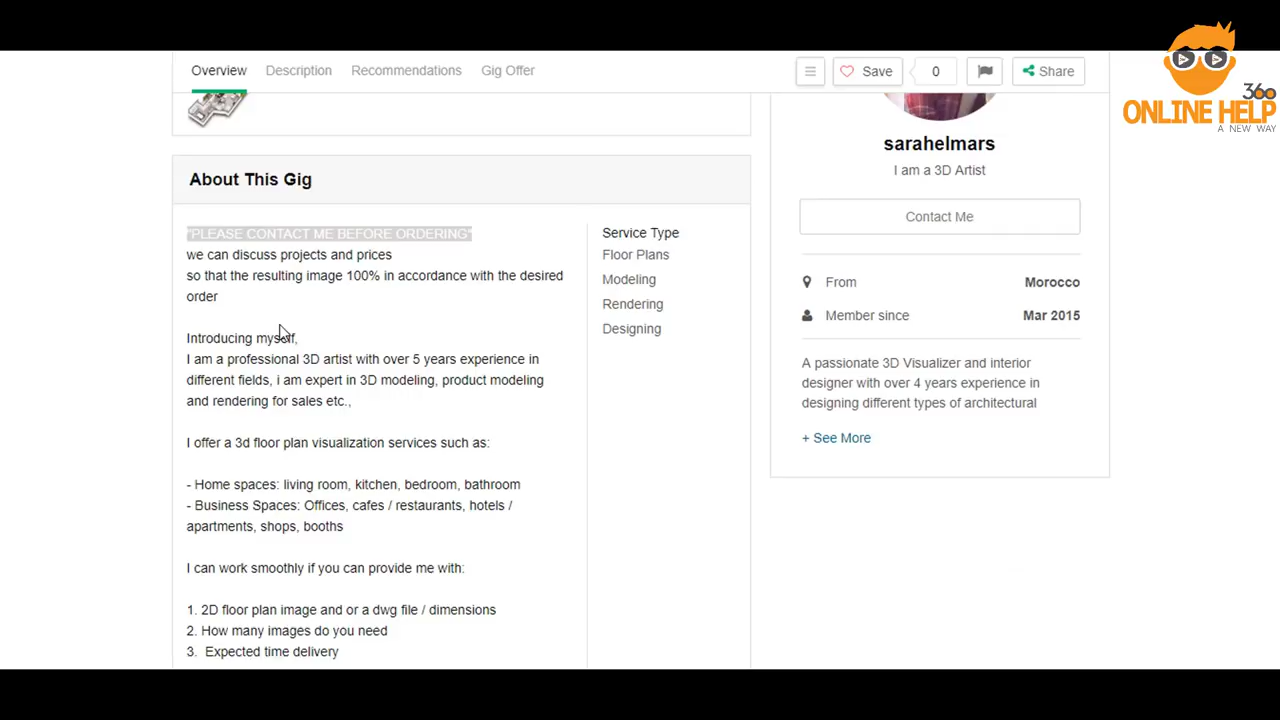 Overview Description Recommendations Gig Offer Save 0 Share
360
ONLINE HELP
A NEW WAY
About This Gig
"PLEASE CONTACT ME BEFORE ORDERING"
we can discuss projects and prices
so that the resulting image 100% in accordance with the desired
order
Introducing myself,
I am a professional 3D artist with over 5 years experience in
different fields, i am expert in 3D modeling, product modeling
and rendering for sales etc.,
I offer a 3d floor plan visualization services such as:
- Home spaces: living room, kitchen, bedroom, bathroom
- Business Spaces: Offices, cafes / restaurants, hotels /
apartments, shops, booths
I can work smoothly if you can provide me with:
1. 2D floor plan image and or a dwg file / dimensions
2. How many images do you need
3. Expected time delivery
Service Type
Floor Plans
Modeling
Rendering
Designing
sarahelmars
I am a 3D Artist
Contact Me
From Morocco
Member since Mar 2015
A passionate 3D Visualizer and interior
designer with over 4 years experience in
designing different types of architectural
+ See More